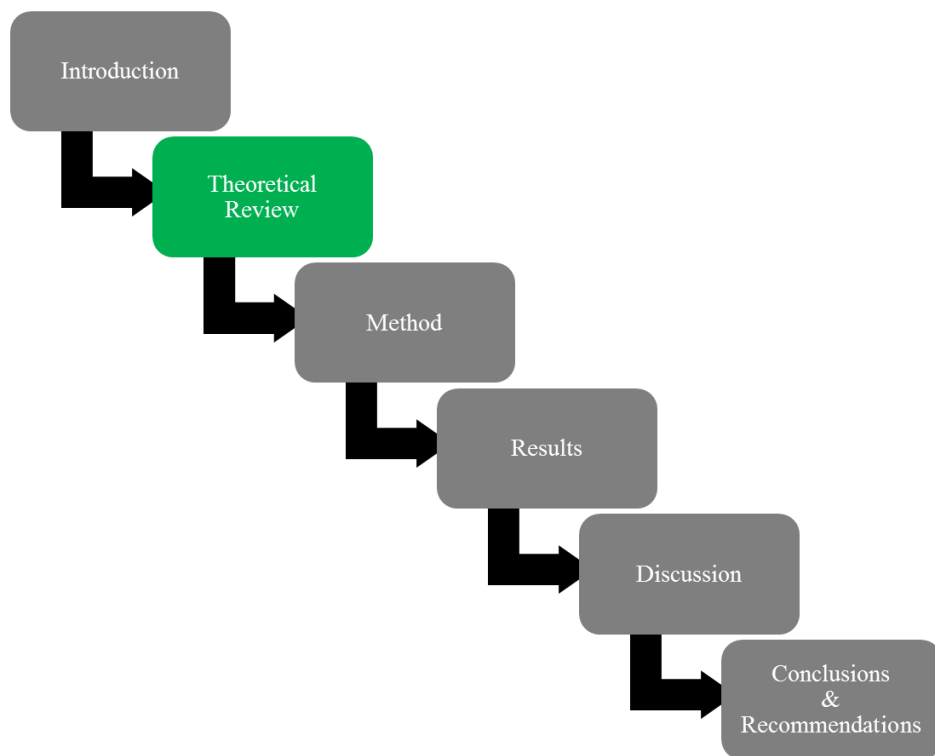 Introduction
Theoretical
Review
Method
Results
Discussion
Conclusions
&
Recommendations